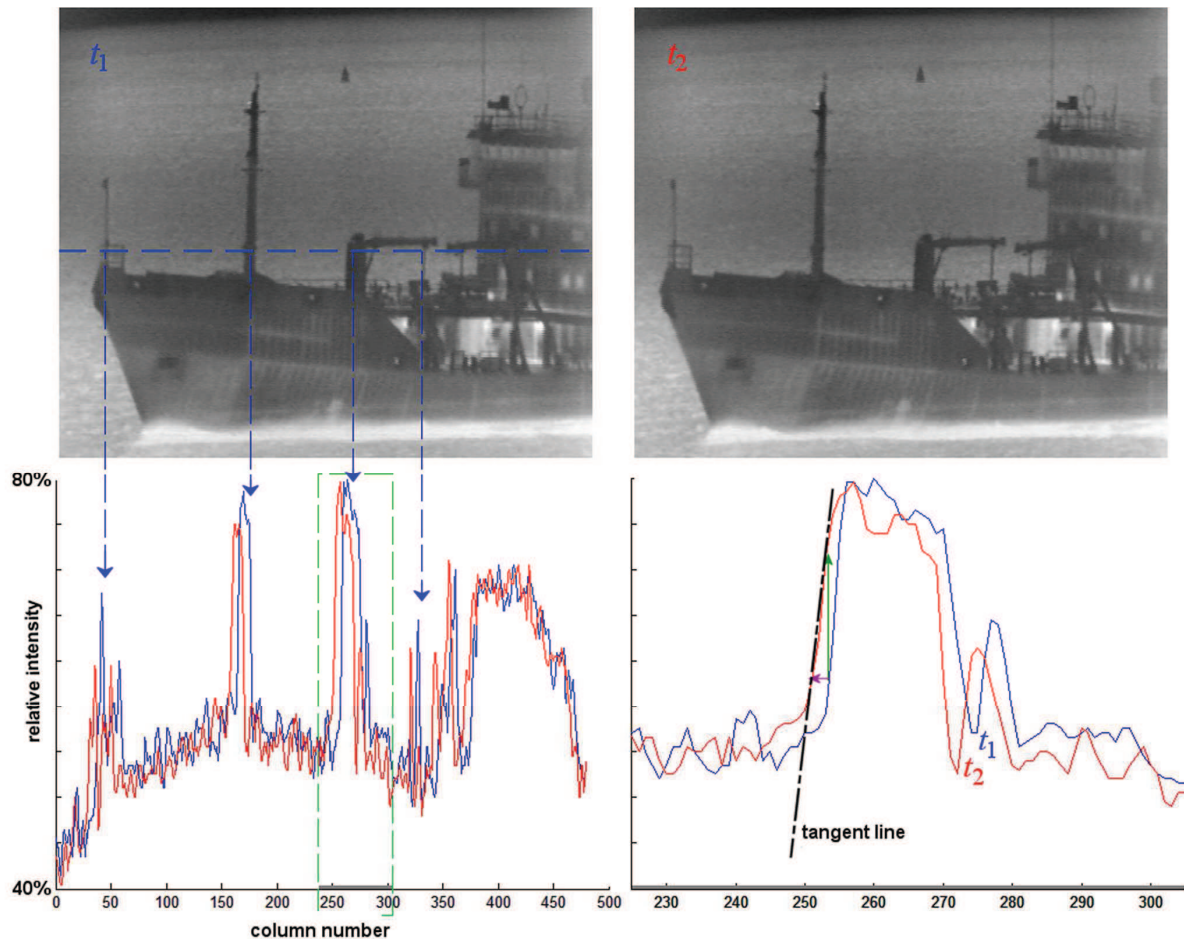 t1
t2
80%
40%
relative intensity
0 50 100 150 200 250 300 350 400 450 500
column number
t1
t2
tangent line
230 240 250 260 270 280 290 300